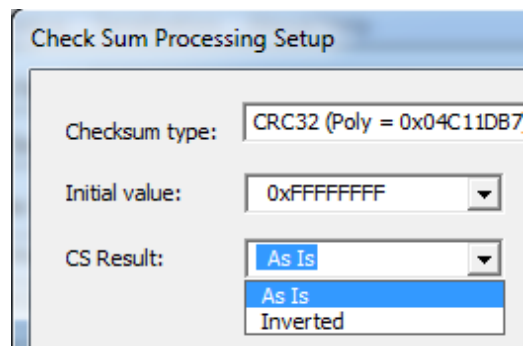 Check Sum Processing Setup
Checksum type: CRC32 (Poly = 0x04C11DB7
Initial value: 0xFFFFFFFF
CS Result: As Is
As Is
Inverted